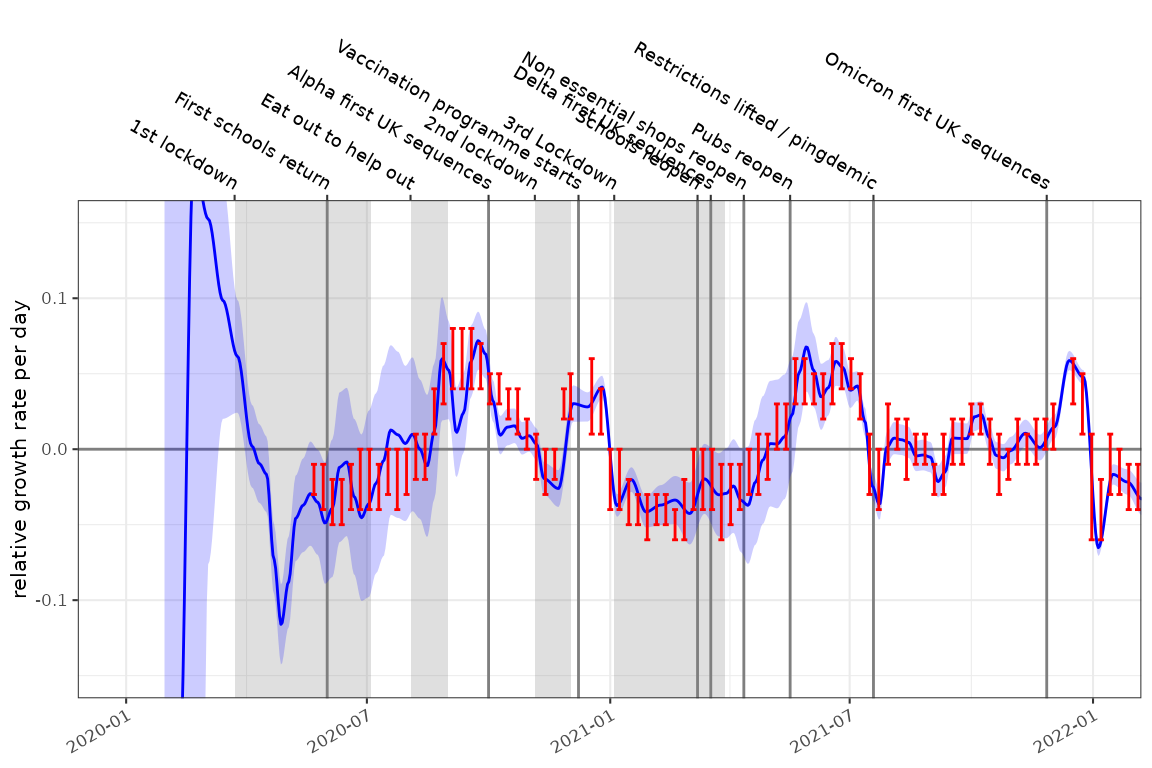 1st lockdown
First schools return
Eat out to help out
Alpha first UK sequences
2nd lockdown
Vaccination programme starts
3rd Lockdown
Schools reopen
Delta first UK sequences
Non essential shops reopen
Pubs reopen
Restrictions lifted / pingdemic
Omicron first UK sequences
relative growth rate per day
0.1
0.0
-0.1
2020-01
2020-07
2021-01
2021-07
2022-01